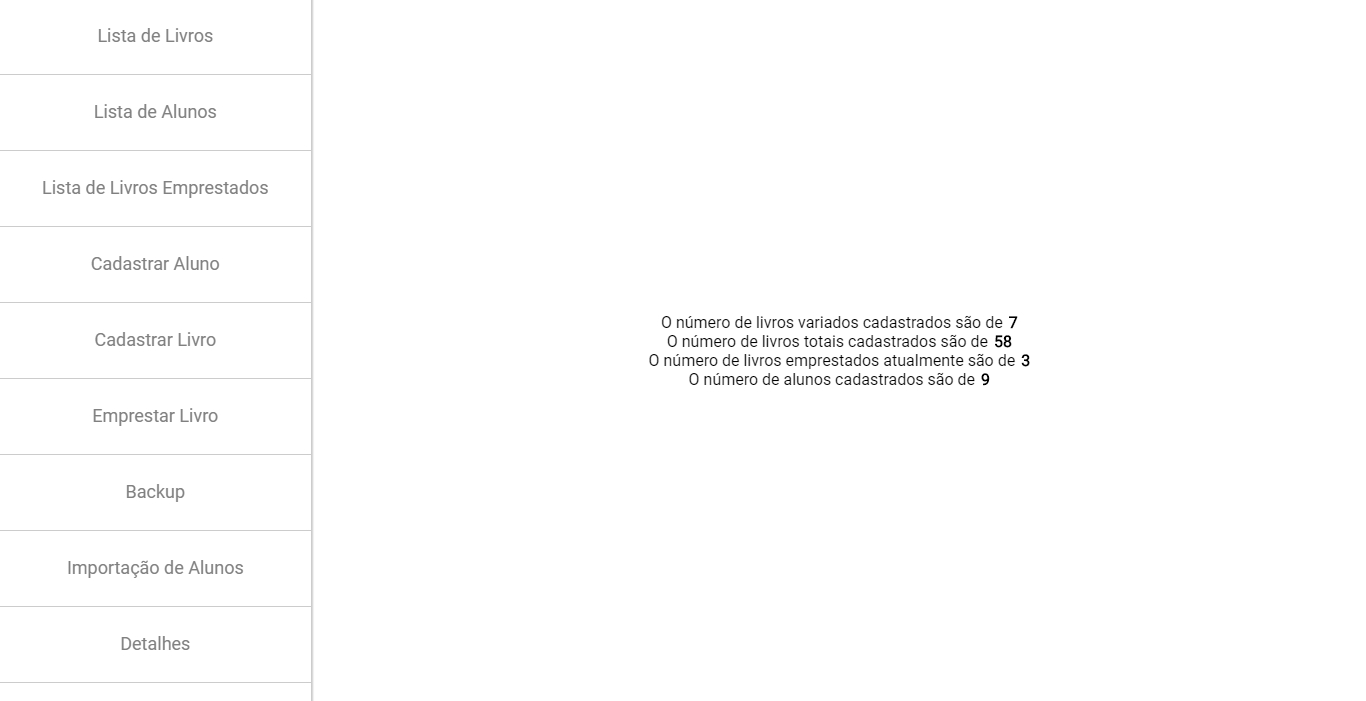 Lista de Livros
Lista de Alunos
Lista de Livros Emprestados
Cadastrar Aluno
Cadastrar Livro
Emprestar Livro
Backup
Importação de Alunos
Detalhes
O número de livros variados cadastrados são de 7
O número de livros totais cadastrados são de 58
O número de livros emprestados atualmente são de 3
O número de alunos cadastrados são de 9